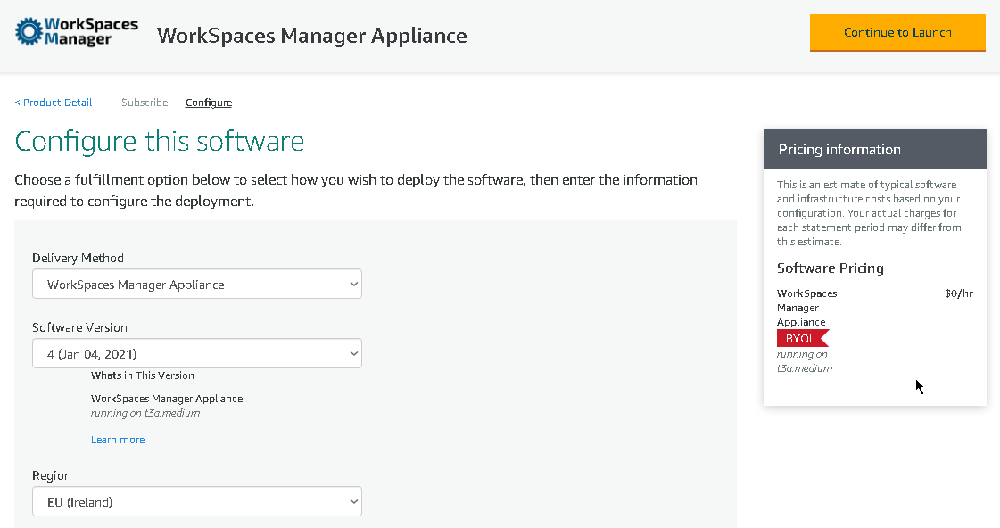 WorkSpaces
Manager
WorkSpaces Manager Appliance
Continue to Launch
< Product Detail
Subscribe
Configure
Configure this software
Choose a fulfillment option below to select how you wish to deploy the software, then enter the information
required to configure the deployment.
Delivery Method
WorkSpaces Manager Appliance
Software Version
4 (Jan 04, 2021)
Whats in This Version
WorkSpaces Manager Appliance
running on t3a.medium
Learn more
Region
EU (Ireland)
Pricing information
This is an estimate of typical software
and infrastructure costs based on your
configuration. Your actual charges for
each statement period may differ from
this estimate.
Software Pricing
WorkSpaces $0/hr
Manager
Appliance
BYOL
running on
t3a.medium